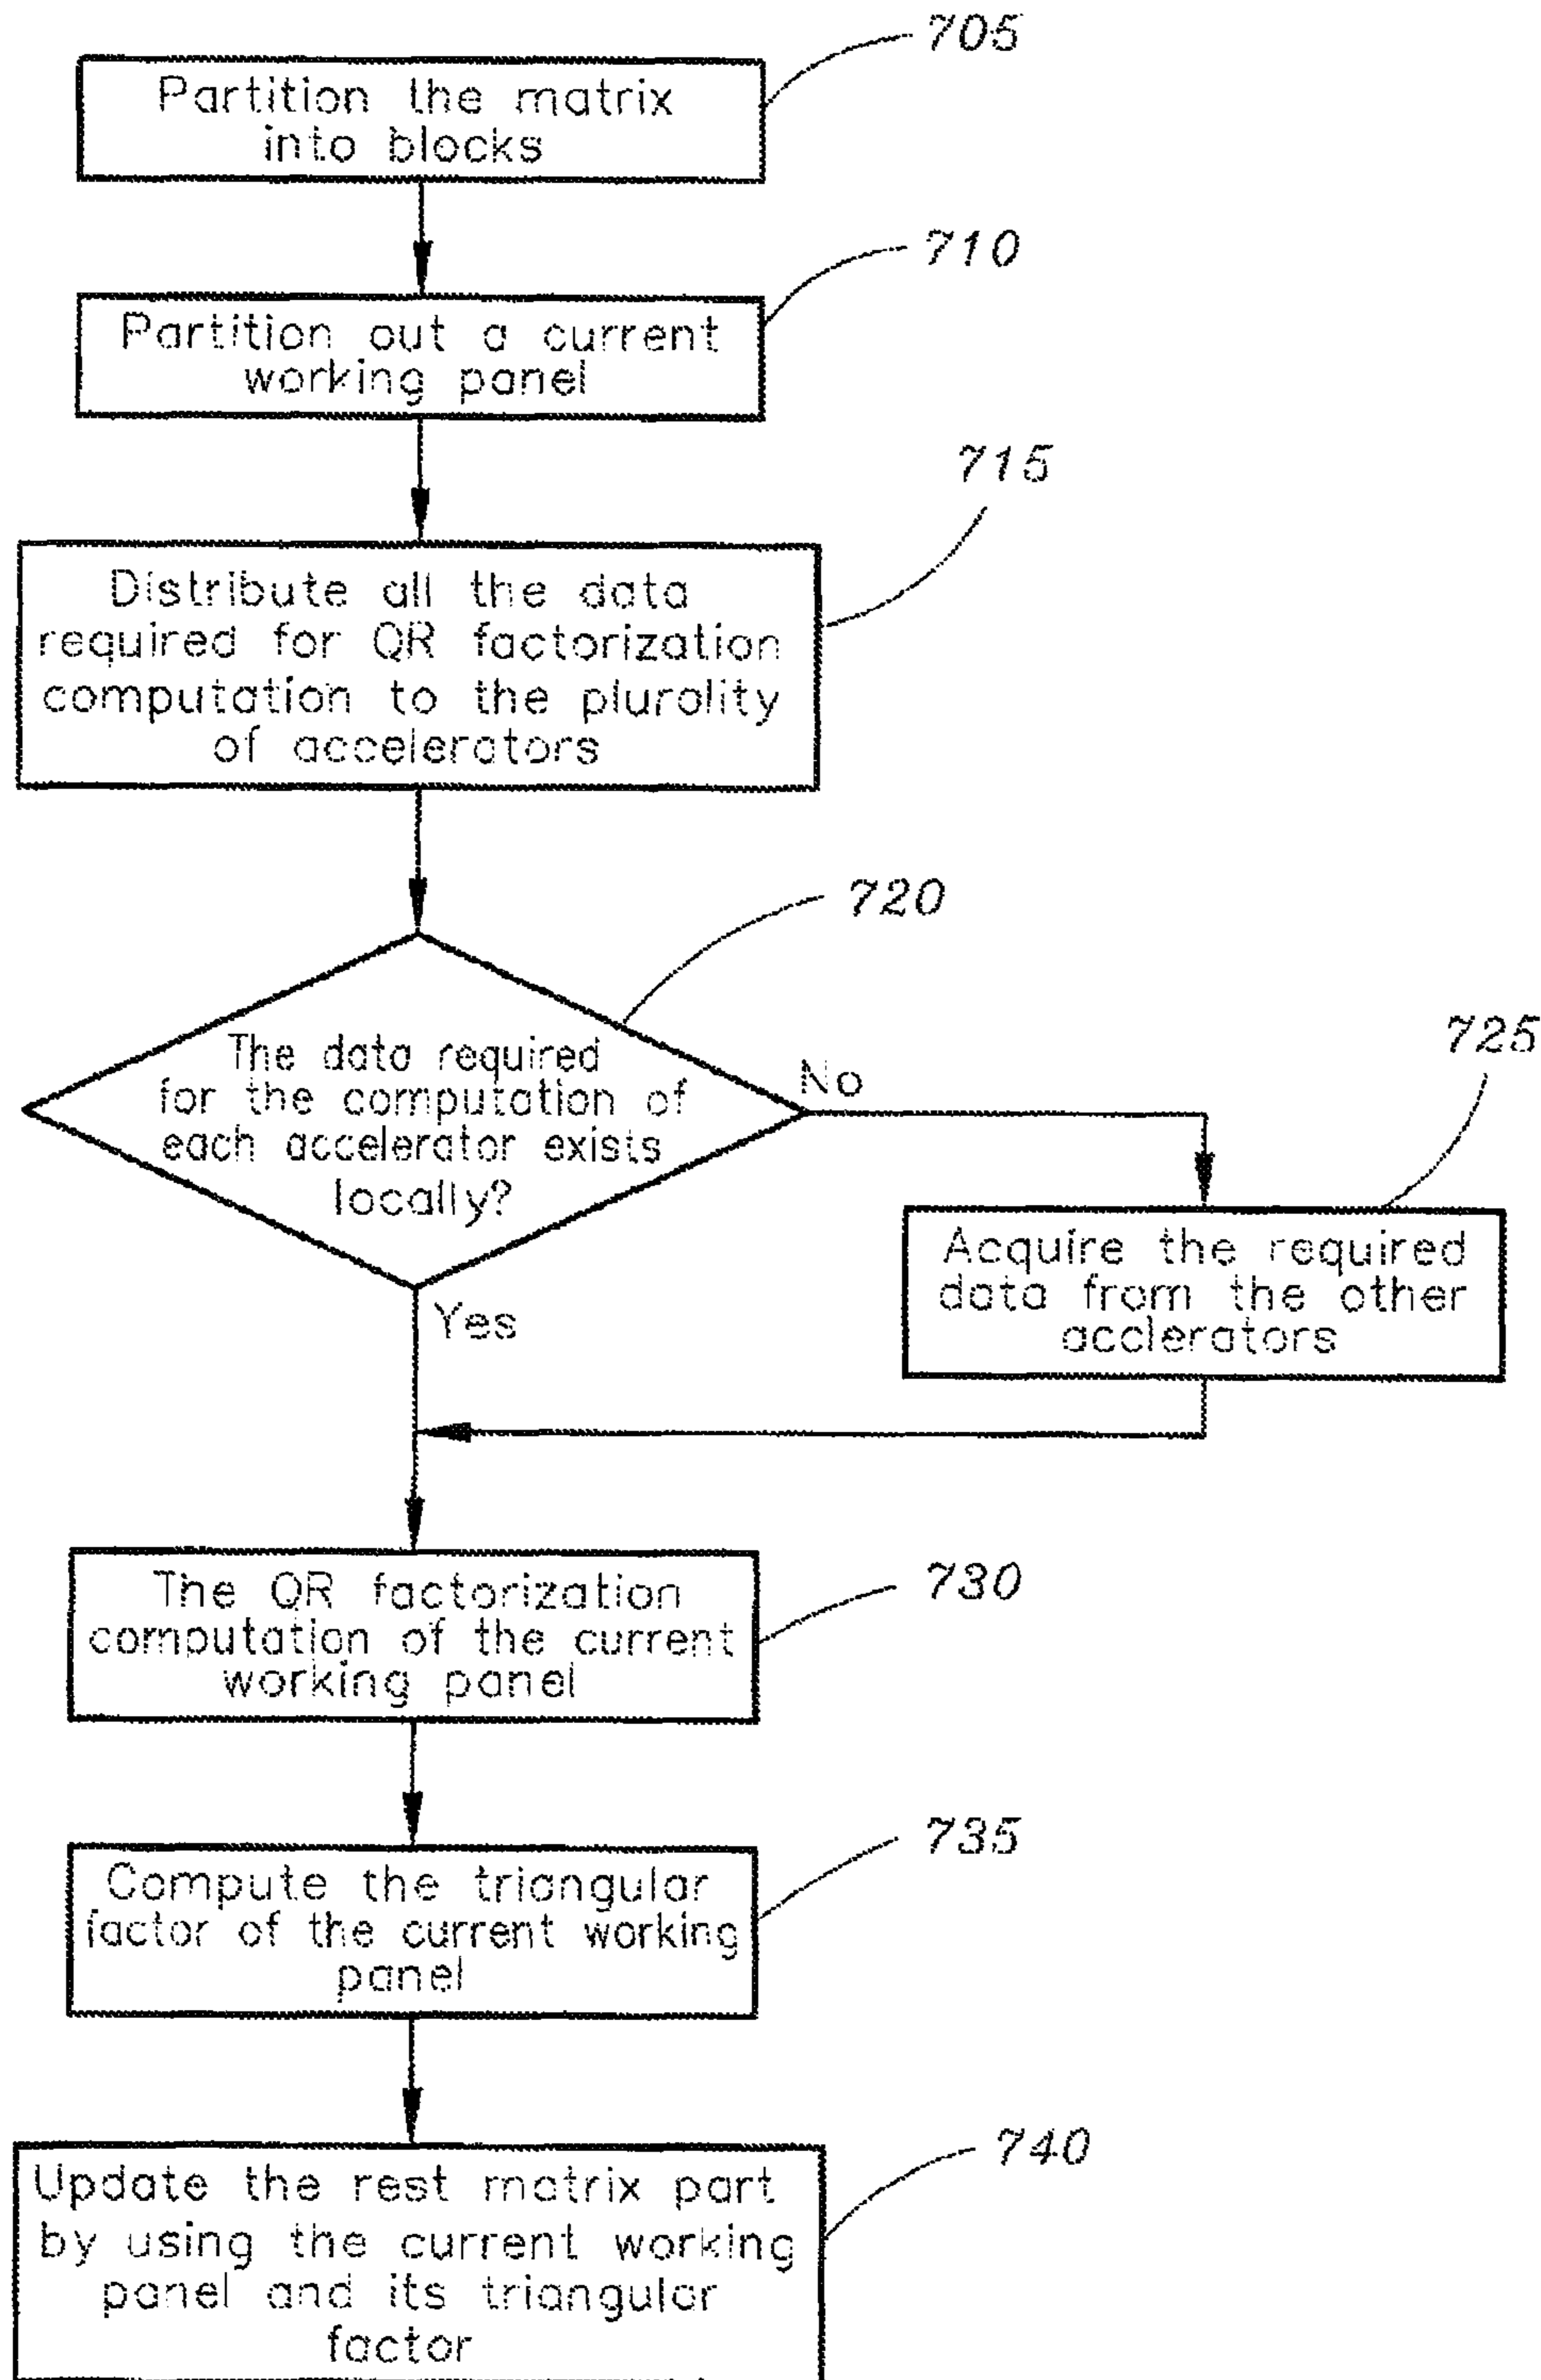 705
Partition the matrix
into blocks
710
Partition out a current
working panel
715
Distribute all the data
required for QR factorization
computation to the plurality
of accelerators
720
The data required
for the computation of
each accelerator exists
locally?
No
725
Acquire the required
data from the other
acclerators
Yes
730
The QR factorization
computation of the current
working panel
735
Compute the triangular
factor of the current working
panel
740
Update the rest matrix part
by using the current working
panel and its triangular
factor